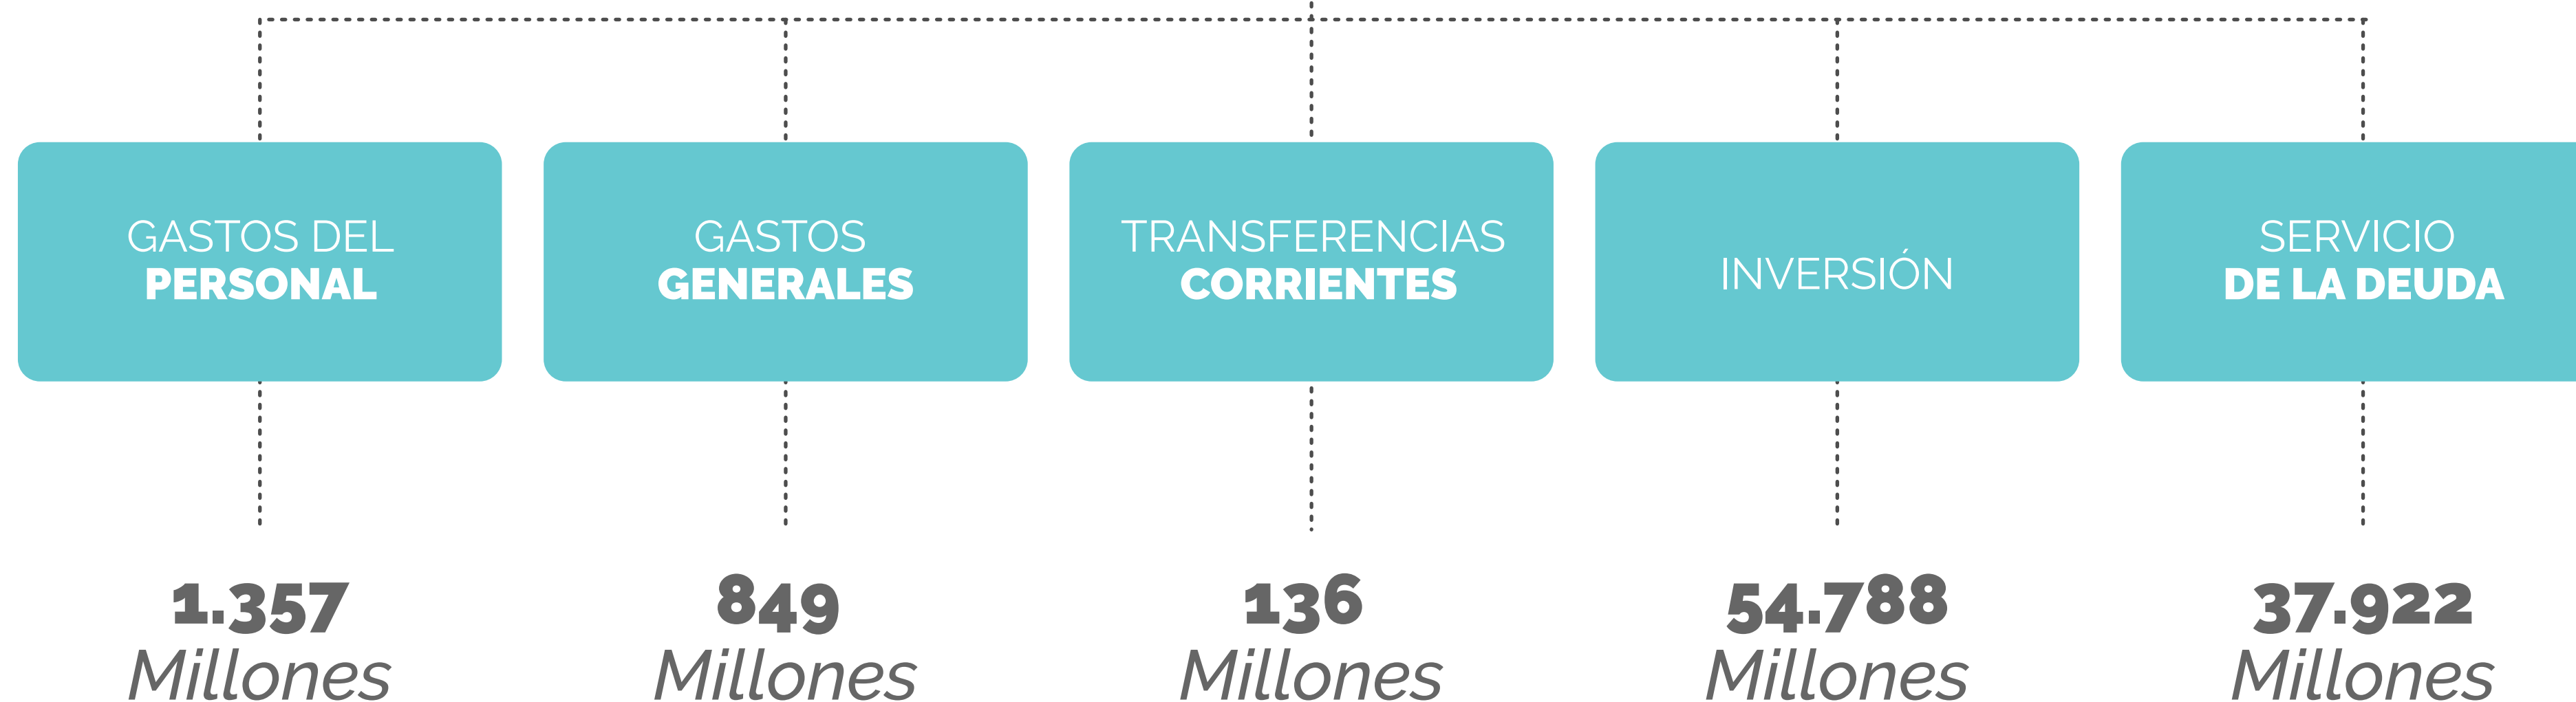 GASTOS DEL
PERSONAL
GASTOS
GENERALES
TRANSFERENCIAS
CORRIENTES
INVERSIÓN
SERVICIO
DE LA DEUDA
1.357
Millones
849
Millones
136
Millones
54.788
Millones
37.922
Millones